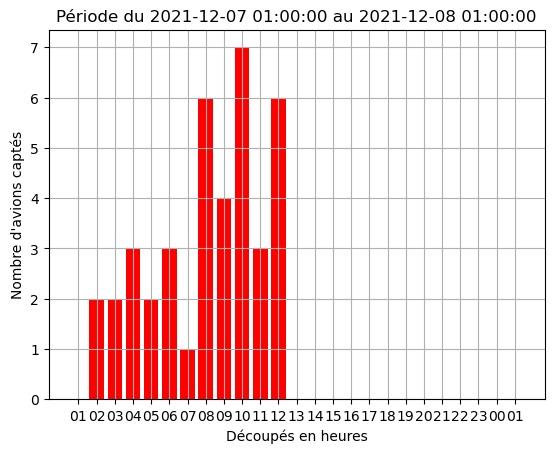 Période du 2021-12-07 01:00:00 au 2021-12-08 01:00:00
Nombre d'avions captés
7
6
5
4
3
2
1
0
01 02 03 04 05 06 07 08 09 10 11 12 13 14 15 16 17 18 19 20 21 22 23 00 01
Découpés en heures